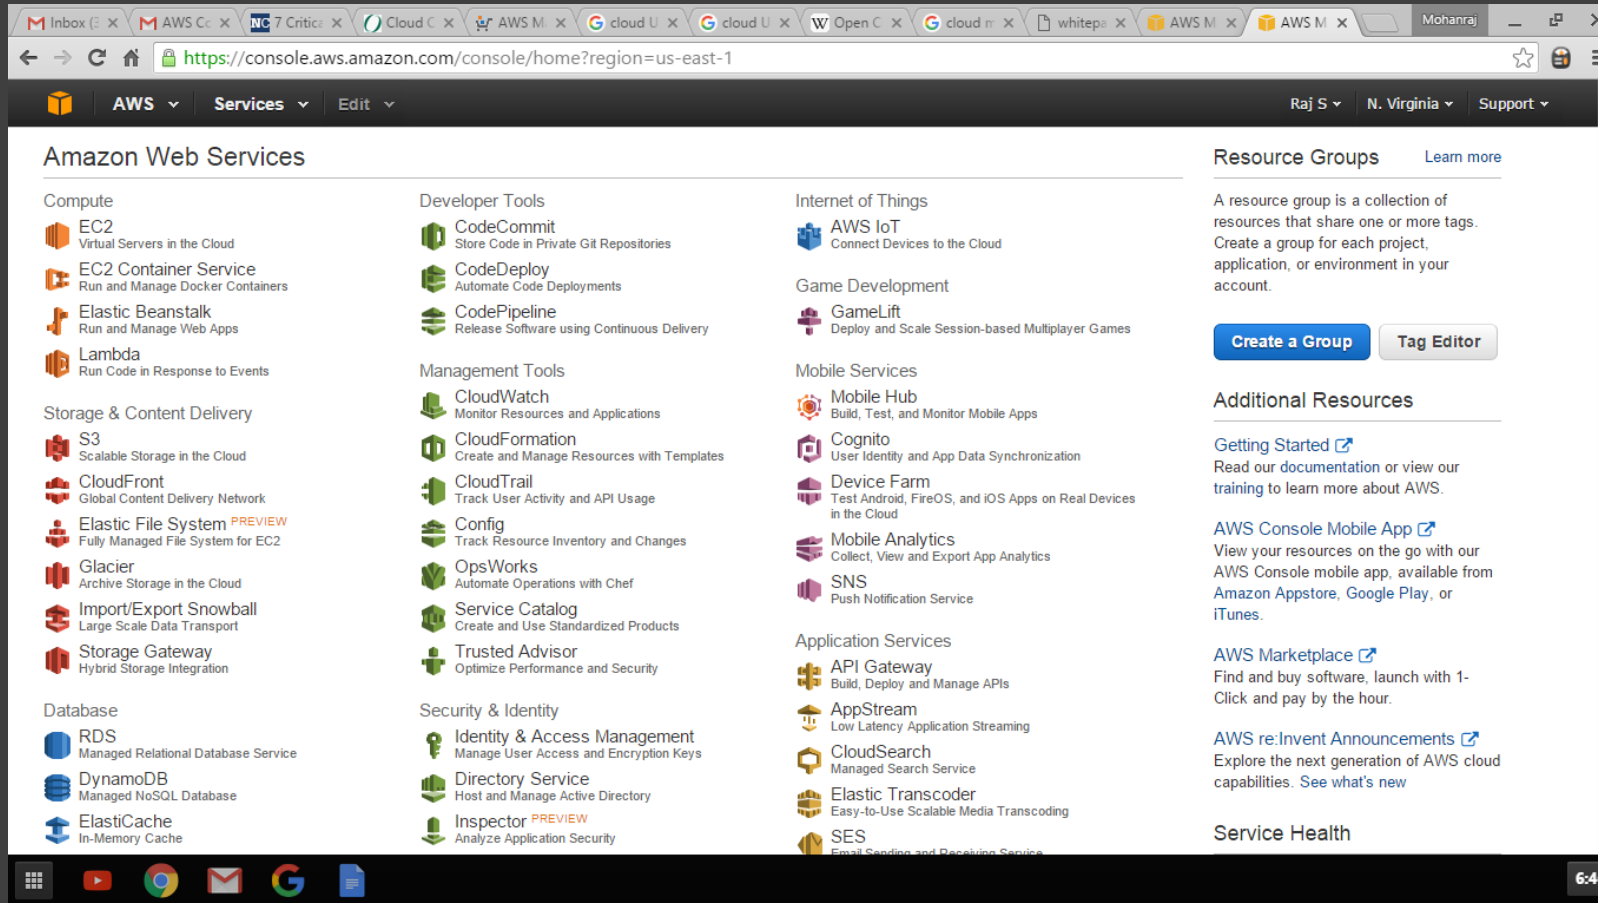 Inbox (3
AWS Co
NC 7 Critica
Cloud C
AWS M
cloud U
cloud U
W Open C
cloud m
whitepa
AWS M
AWS M
Mohanraj
https://console.aws.amazon.com/console/home?region=us-east-1
AWS Services Edit Raj S N. Virginia Support
Amazon Web Services
Compute
EC2
Virtual Servers in the Cloud
EC2 Container Service
Run and Manage Docker Containers
Elastic Beanstalk
Run and Manage Web Apps
Lambda
Run Code in Response to Events
Storage & Content Delivery
S3
Scalable Storage in the Cloud
CloudFront
Global Content Delivery Network
Elastic File System PREVIEW
Fully Managed File System for EC2
Glacier
Archive Storage in the Cloud
Import/Export Snowball
Large Scale Data Transport
Storage Gateway
Hybrid Storage Integration
Database
RDS
Managed Relational Database Service
DynamoDB
Managed NoSQL Database
ElastiCache
In-Memory Cache
Developer Tools
CodeCommit
Store Code in Private Git Repositories
CodeDeploy
Automate Code Deployments
CodePipeline
Release Software using Continuous Delivery
Management Tools
CloudWatch
Monitor Resources and Applications
CloudFormation
Create and Manage Resources with Templates
CloudTrail
Track User Activity and API Usage
Config
Track Resource Inventory and Changes
OpsWorks
Automate Operations with Chef
Service Catalog
Create and Use Standardized Products
Trusted Advisor
Optimize Performance and Security
Security & Identity
Identity & Access Management
Manage User Access and Encryption Keys
Directory Service
Host and Manage Active Directory
Inspector PREVIEW
Analyze Application Security
Internet of Things
AWS IoT
Connect Devices to the Cloud
Game Development
GameLift
Deploy and Scale Session-based Multiplayer Games
Mobile Services
Mobile Hub
Build, Test, and Monitor Mobile Apps
Cognito
User Identity and App Data Synchronization
Device Farm
Test Android, FireOS, and iOS Apps on Real Devices
in the Cloud
Mobile Analytics
Collect, View and Export App Analytics
SNS
Push Notification Service
Application Services
API Gateway
Build, Deploy and Manage APIs
AppStream
Low Latency Application Streaming
CloudSearch
Managed Search Service
Elastic Transcoder
Easy-to-Use Scalable Media Transcoding
SES
Email Sending and Receiving Service
Resource Groups Learn more
A resource group is a collection of
resources that share one or more tags.
Create a group for each project,
application, or environment in your
account.
Create a Group Tag Editor
Additional Resources
Getting Started
Read our documentation or view our
training to learn more about AWS.
AWS Console Mobile App
View your resources on the go with our
AWS Console mobile app, available from
Amazon Appstore, Google Play, or
iTunes.
AWS Marketplace
Find and buy software, launch with 1-
Click and pay by the hour.
AWS re:Invent Announcements
Explore the next generation of AWS cloud
capabilities. See what's new
Service Health
6:4